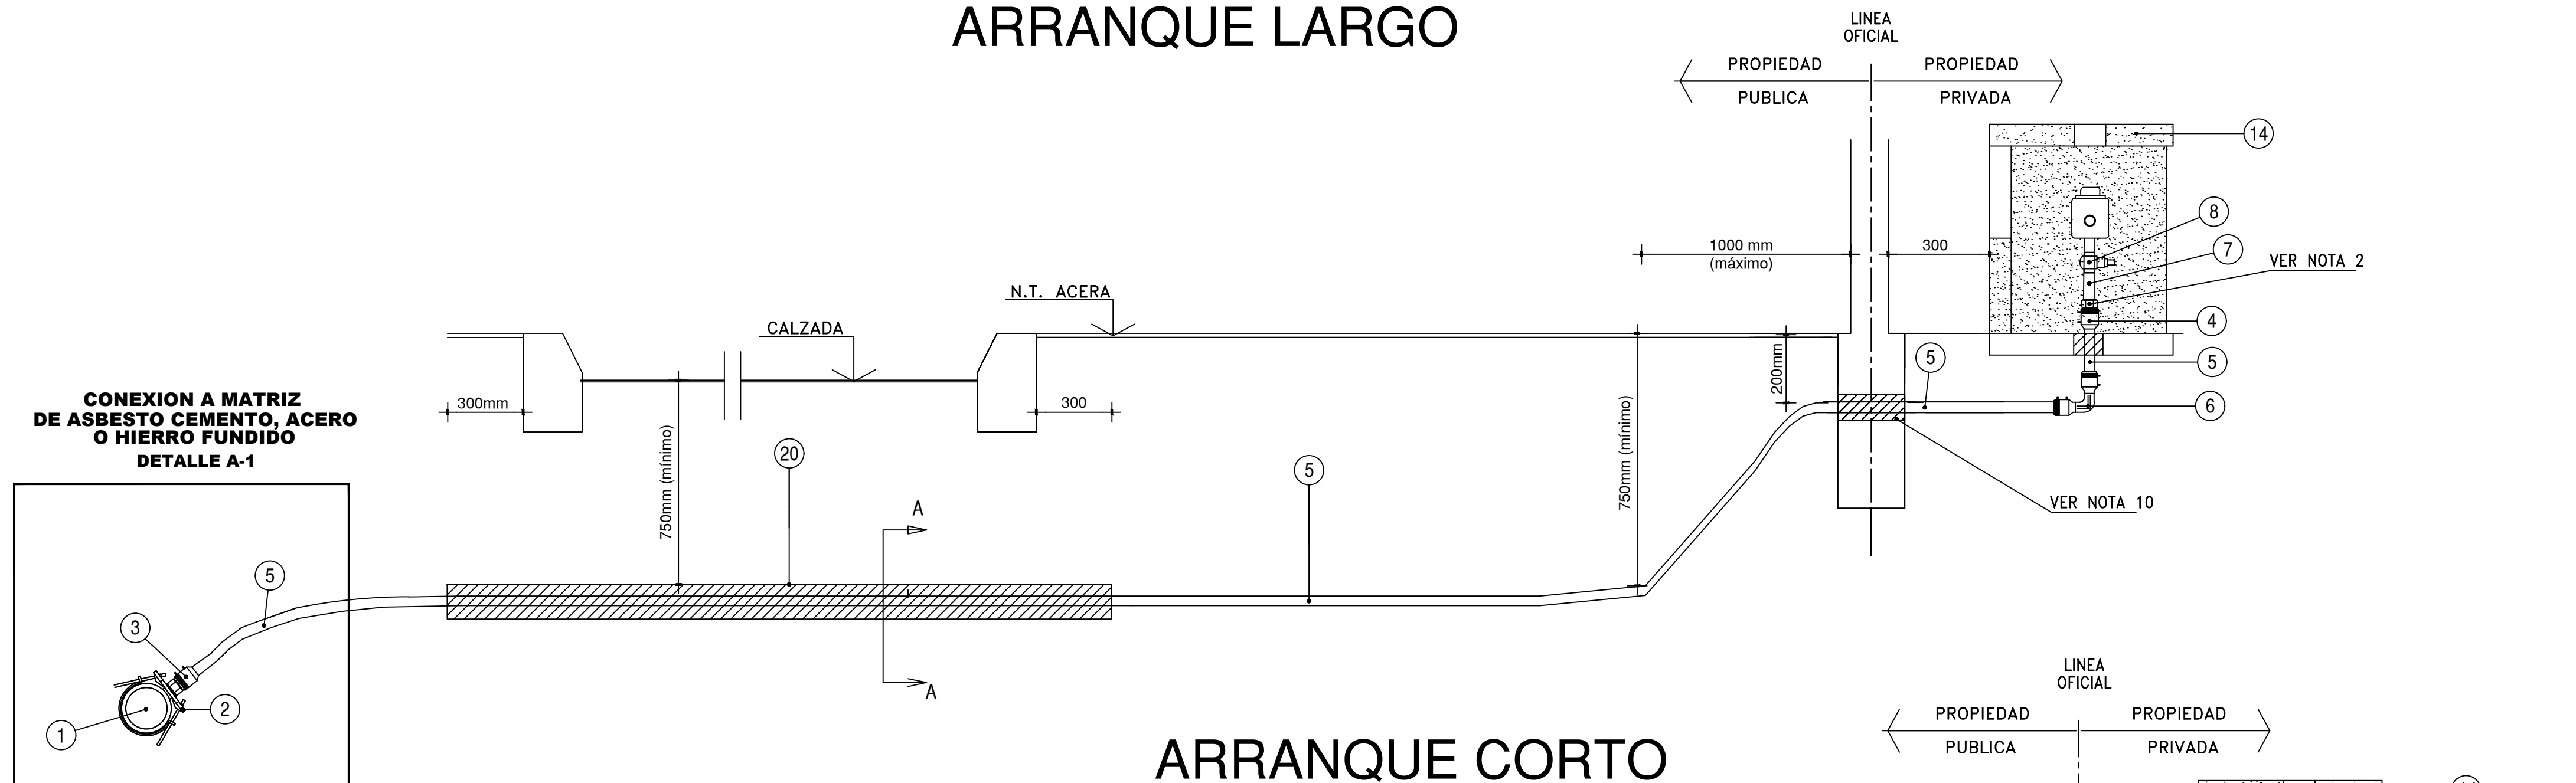 ARRANQUE LARGO
LINEA
OFICIAL
PROPIEDAD
PROPIEDAD
PUBLICA
PRIVADA
14
8
7
VER NOTA 2
1000 mm
(máximo)
300
N.T. ACERA
CALZADA
4
200mm
5
5
300mm
300
6
CONEXION A MATRIZ
DE ASBESTO CEMENTO, ACERO
O HIERRO FUNDIDO
DETALLE A-1
750mm (mínimo)
20
5
750mm (mínimo)
VER NOTA 10
A
5
3
A
2
1
LINEA
OFICIAL
PROPIEDAD
PROPIEDAD
PUBLICA
PRIVADA
ARRANQUE CORTO